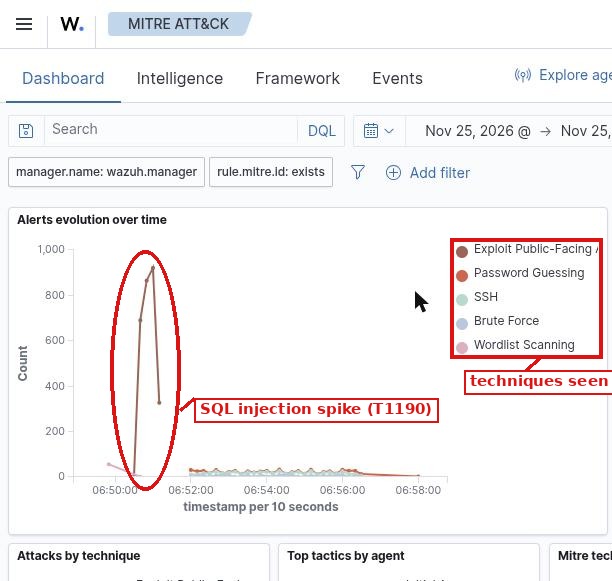 W.
MITRE ATT&CK
Dashboard Intelligence Framework Events
Explore age
Search DQL
Nov 25, 2026 @ → Nov 25,
manager.name: wazuh.manager rule.mitre.id: exists Add filter
Alerts evolution over time
1,000
800
600
400
200
0
Count
Exploit Public-Facing A
Password Guessing
SSH
Brute Force
Wordlist Scanning
techniques seen
SQL injection spike (T1190)
06:50:00 06:52:00 06:54:00 06:56:00 06:58:00
timestamp per 10 seconds
Attacks by technique
Top tactics by agent
Mitre tec